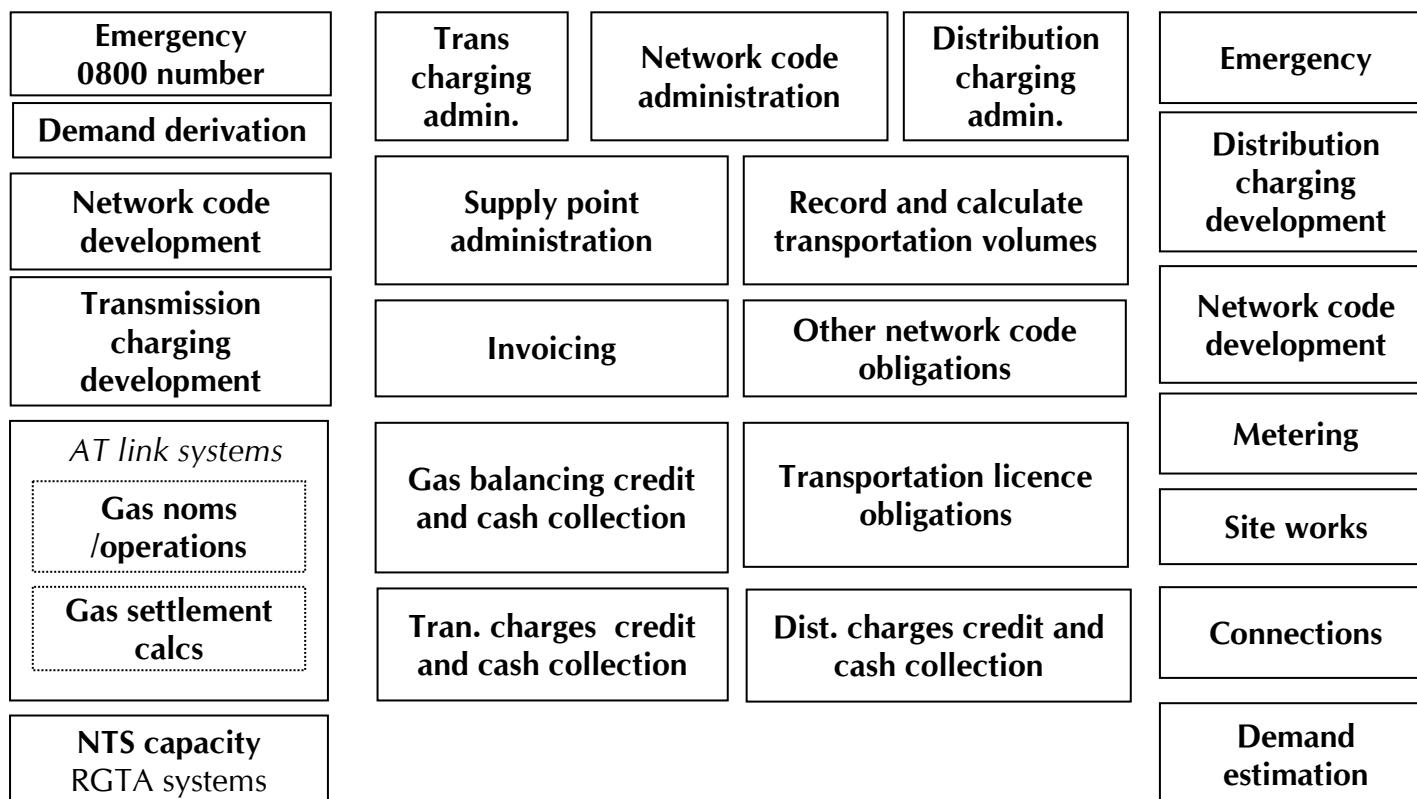 Emergency
0800 number
Demand derivation
Network code
development
Transmission
charging
development
AT link systems
Gas noms
/operations
Gas settlement
calcs
NTS capacity
RGTA systems
Trans
charging
admin.
Network code
administration
Distribution
charging
admin.
Supply point
administration
Record and calculate
transportation volumes
Invoicing
Other network code
obligations
Gas balancing credit
and cash collection
Transportation licence
obligations
Tran. charges  credit
and cash collection
Dist. charges credit and
cash collection
Emergency
Distribution
charging
development
Network code
development
Metering
Site works
Connections
Demand
estimation